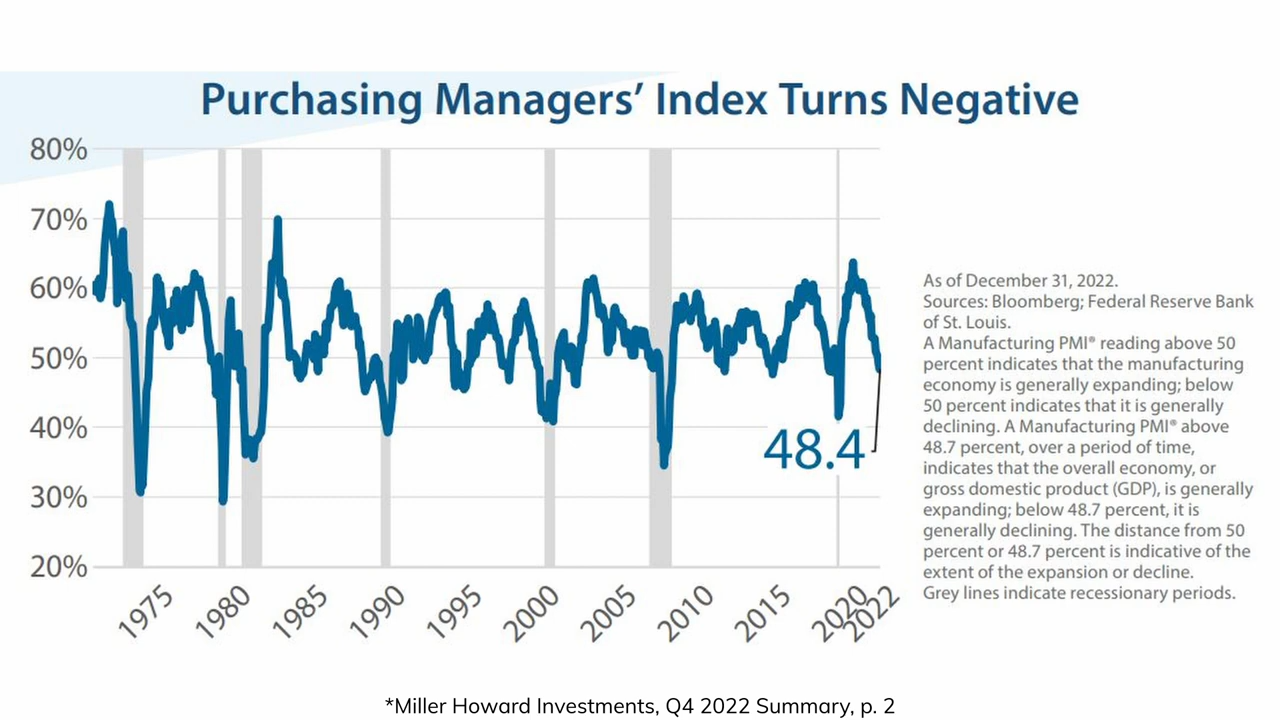 Purchasing Managers’ Index Turns Negative
80%
70%
60%
50%
40%
30%
20%
48.4
1975
1980
1985
1990
1995
2000
2005
2010
2015
2020
2022
As of December 31, 2022.
Sources: Bloomberg; Federal Reserve Bank
of St. Louis.
A Manufacturing PMI® reading above 50
percent indicates that the manufacturing
economy is generally expanding; below
50 percent indicates that it is generally
declining. A Manufacturing PMI® above
48.7 percent, over a period of time,
indicates that the overall economy, or
gross domestic product (GDP), is generally
expanding; below 48.7 percent, it is
generally declining. The distance from 50
percent or 48.7 percent is indicative of the
extent of the expansion or decline.
Grey lines indicate recessionary periods.
*Miller Howard Investments, Q4 2022 Summary, p. 2